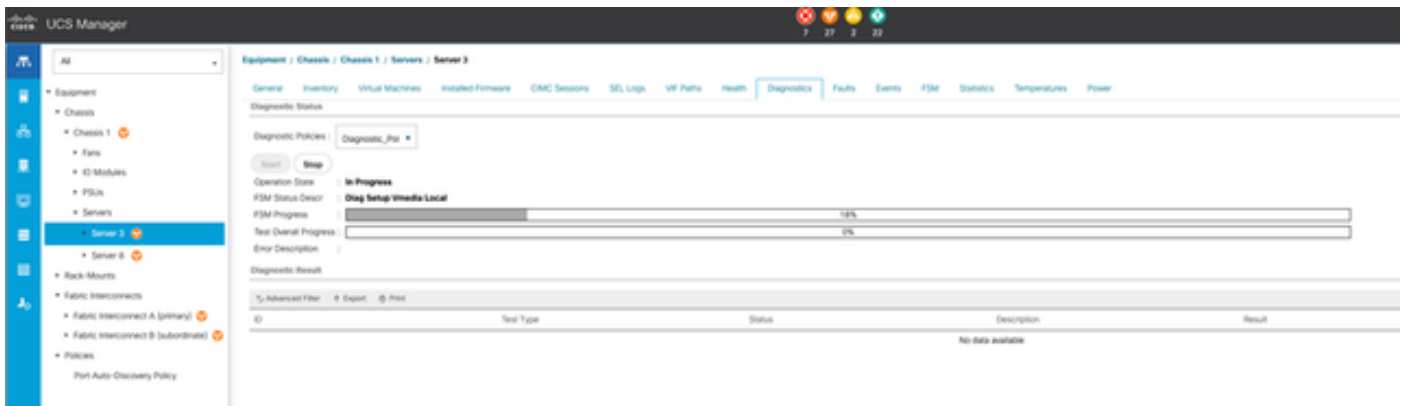 CISCO UCS Manager
7 27 2 22
All
Equipment / Chassis / Chassis 1 / Servers / Server 3
General Inventory Virtual Machines Installed Firmware CIMC Sessions SEL Logs VIF Paths Health Diagnostics Faults Events FSM Statistics Temperatures Power
Equipment
Chassis
Chassis 1
Fans
IO Modules
PSUs
Servers
Server 3
Server 8
Rack-Mounts
Fabric Interconnects
Fabric Interconnect A (primary)
Fabric Interconnect B (subordinate)
Policies
Port Auto-Discovery Policy
Diagnostic Status
Diagnostic Policies : Diagnostic_Pol
Start Stop
Operation State : In Progress
FSM Status Descr : Diag Setup Vmedia Local
FSM Progress : 18%
Test Overall Progress : 0%
Error Description :
Diagnostic Result
Advanced Filter Export Print
ID Test Type Status Description Result
No data available